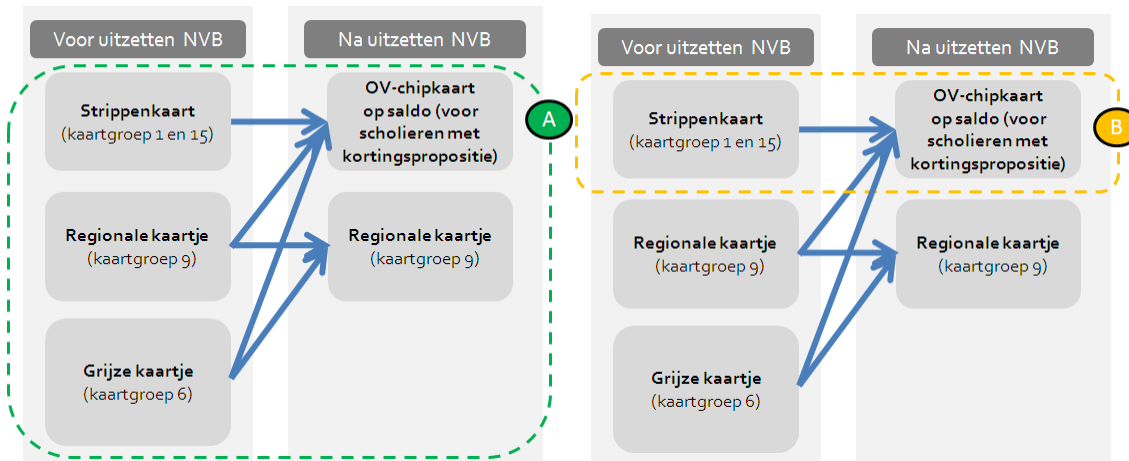 Voor uitzetten NVB
Na uitzetten NVB
Strippenkaart
(kaartgroep 1 en 15)
OV-chipkaart
op saldo (voor
scholieren met
kortingspropositie)
A
Regionale kaartje
(kaartgroep 9)
Regionale kaartje
(kaartgroep 9)
Grijze kaartje
(kaartgroep 6)
Voor uitzetten NVB
Na uitzetten NVB
Strippenkaart
(kaartgroep 1 en 15)
OV-chipkaart
op saldo (voor
scholieren met
kortingspropositie)
B
Regionale kaartje
(kaartgroep 9)
Regionale kaartje
(kaartgroep 9)
Grijze kaartje
(kaartgroep 6)